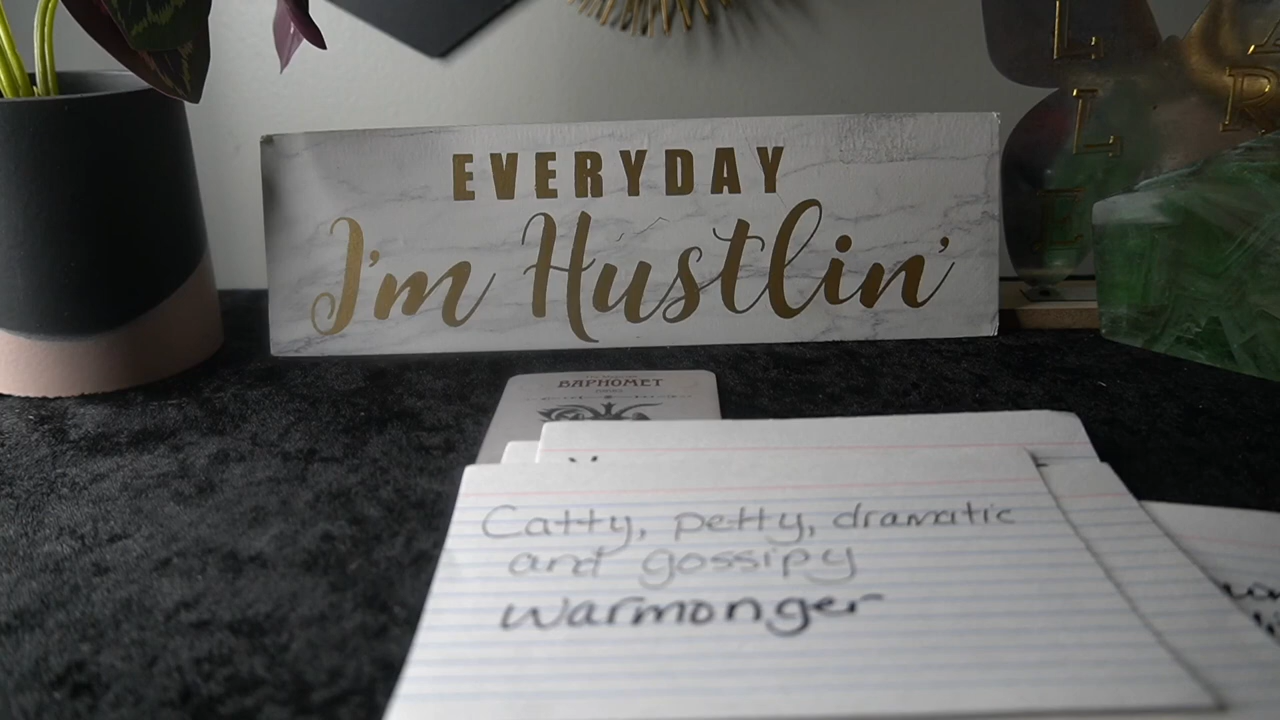 EVERYDAY
I'm Hustlin'
BAPHOMET
Catty, petty, dramatic
and gossipy
warmonger
L
L
E
R